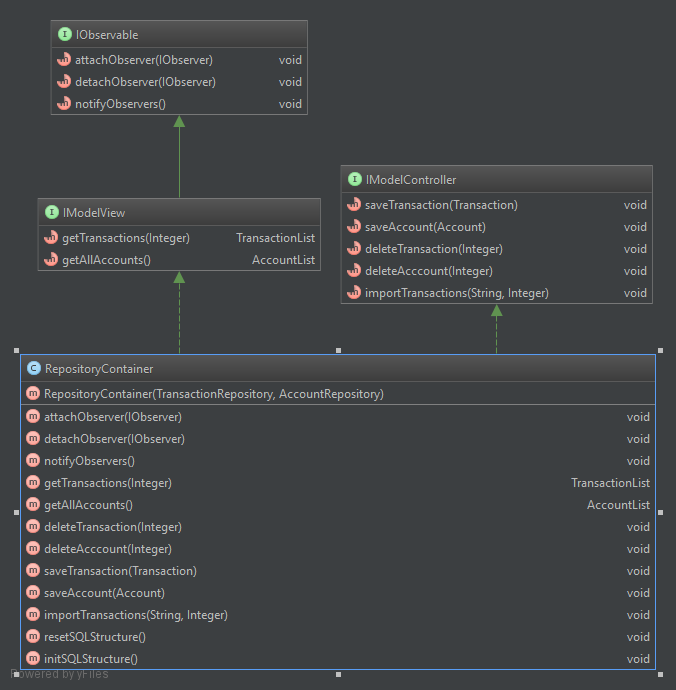 IObservable
attachObserver(IObserver) void
detachObserver(IObserver) void
notifyObservers() void
IModelController
saveTransaction(Transaction) void
saveAccount(Account) void
deleteTransaction(Integer) void
deleteAcccount(Integer) void
importTransactions(String, Integer) void
IModelView
getTransactions(Integer) TransactionList
getAllAccounts() AccountList
RepositoryContainer
RepositoryContainer(TransactionRepository, AccountRepository)
attachObserver(IObserver) void
detachObserver(IObserver) void
notifyObservers() void
getTransactions(Integer) TransactionList
getAllAccounts() AccountList
deleteTransaction(Integer) void
deleteAcccount(Integer) void
saveTransaction(Transaction) void
saveAccount(Account) void
importTransactions(String, Integer) void
resetSQLStructure() void
initSQLStructure() void
Powered by yFiles